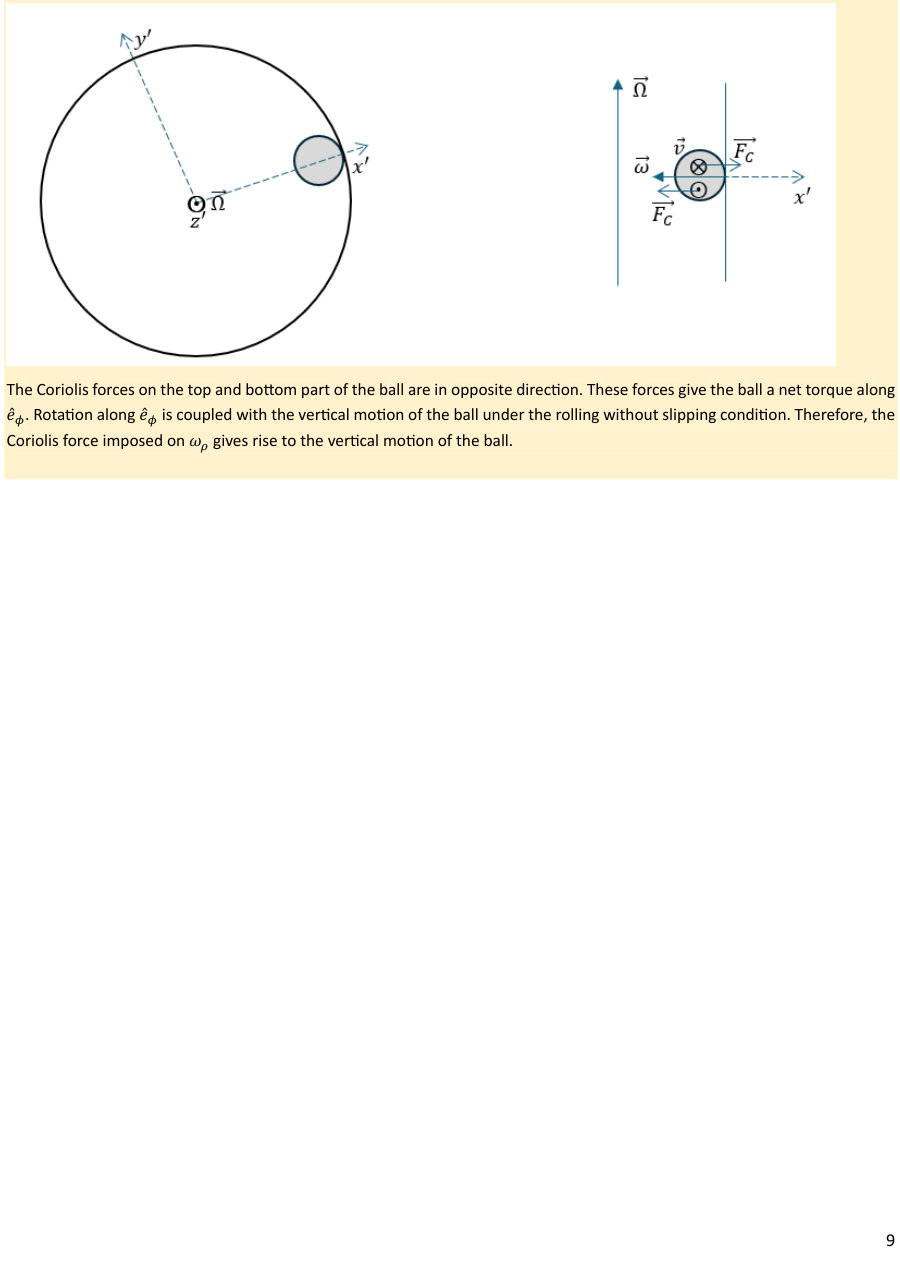 y′
x′
Ω⃗
z′
Ω⃗
v⃗
F_C⃗
ω⃗
x′
F_C⃗
The Coriolis forces on the top and bottom part of the ball are in opposite direction. These forces give the ball a net torque along
ê_ϕ. Rotation along ê_ϕ is coupled with the vertical motion of the ball under the rolling without slipping condition. Therefore, the
Coriolis force imposed on ω_ρ gives rise to the vertical motion of the ball.
9